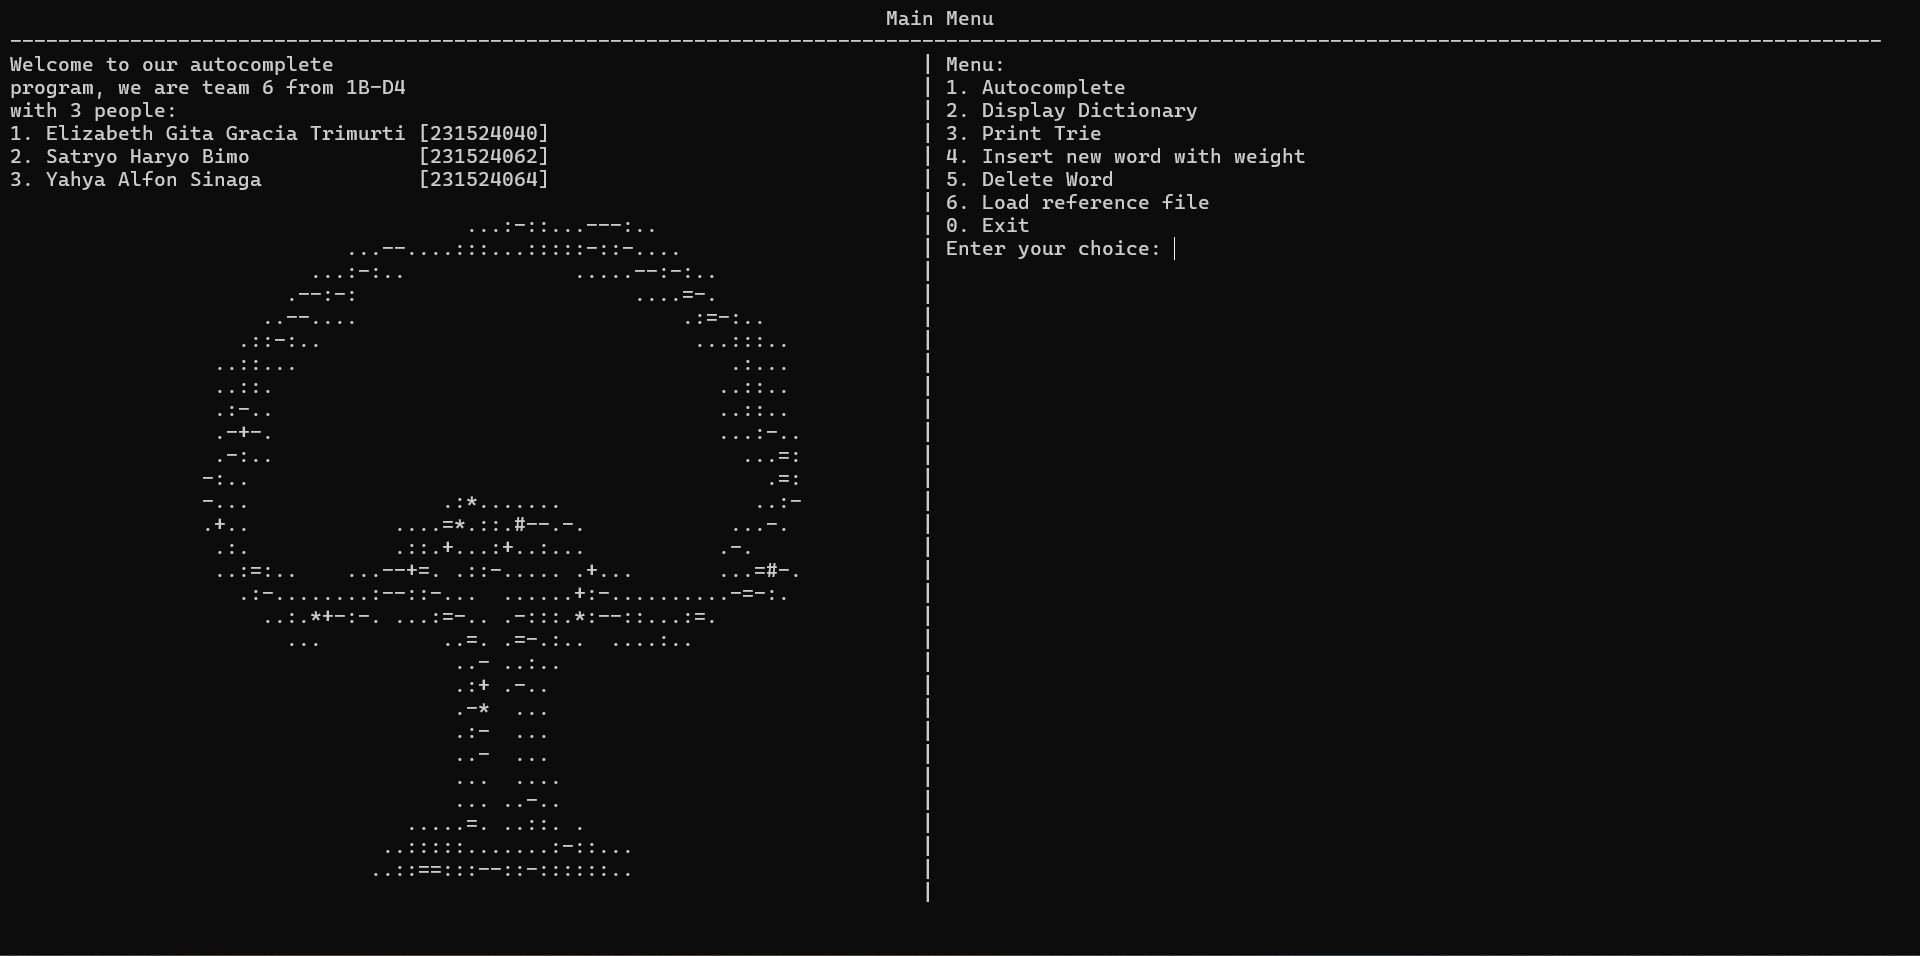 Main Menu
Welcome to our autocomplete
program, we are team 6 from 1B-D4
with 3 people:
1. Elizabeth Gita Gracia Trimurti [231524040]
2. Satryo Haryo Bimo [231524062]
3. Yahya Alfon Sinaga [231524064]
Menu:
1. Autocomplete
2. Display Dictionary
3. Print Trie
4. Insert new word with weight
5. Delete Word
6. Load reference file
0. Exit
Enter your choice: